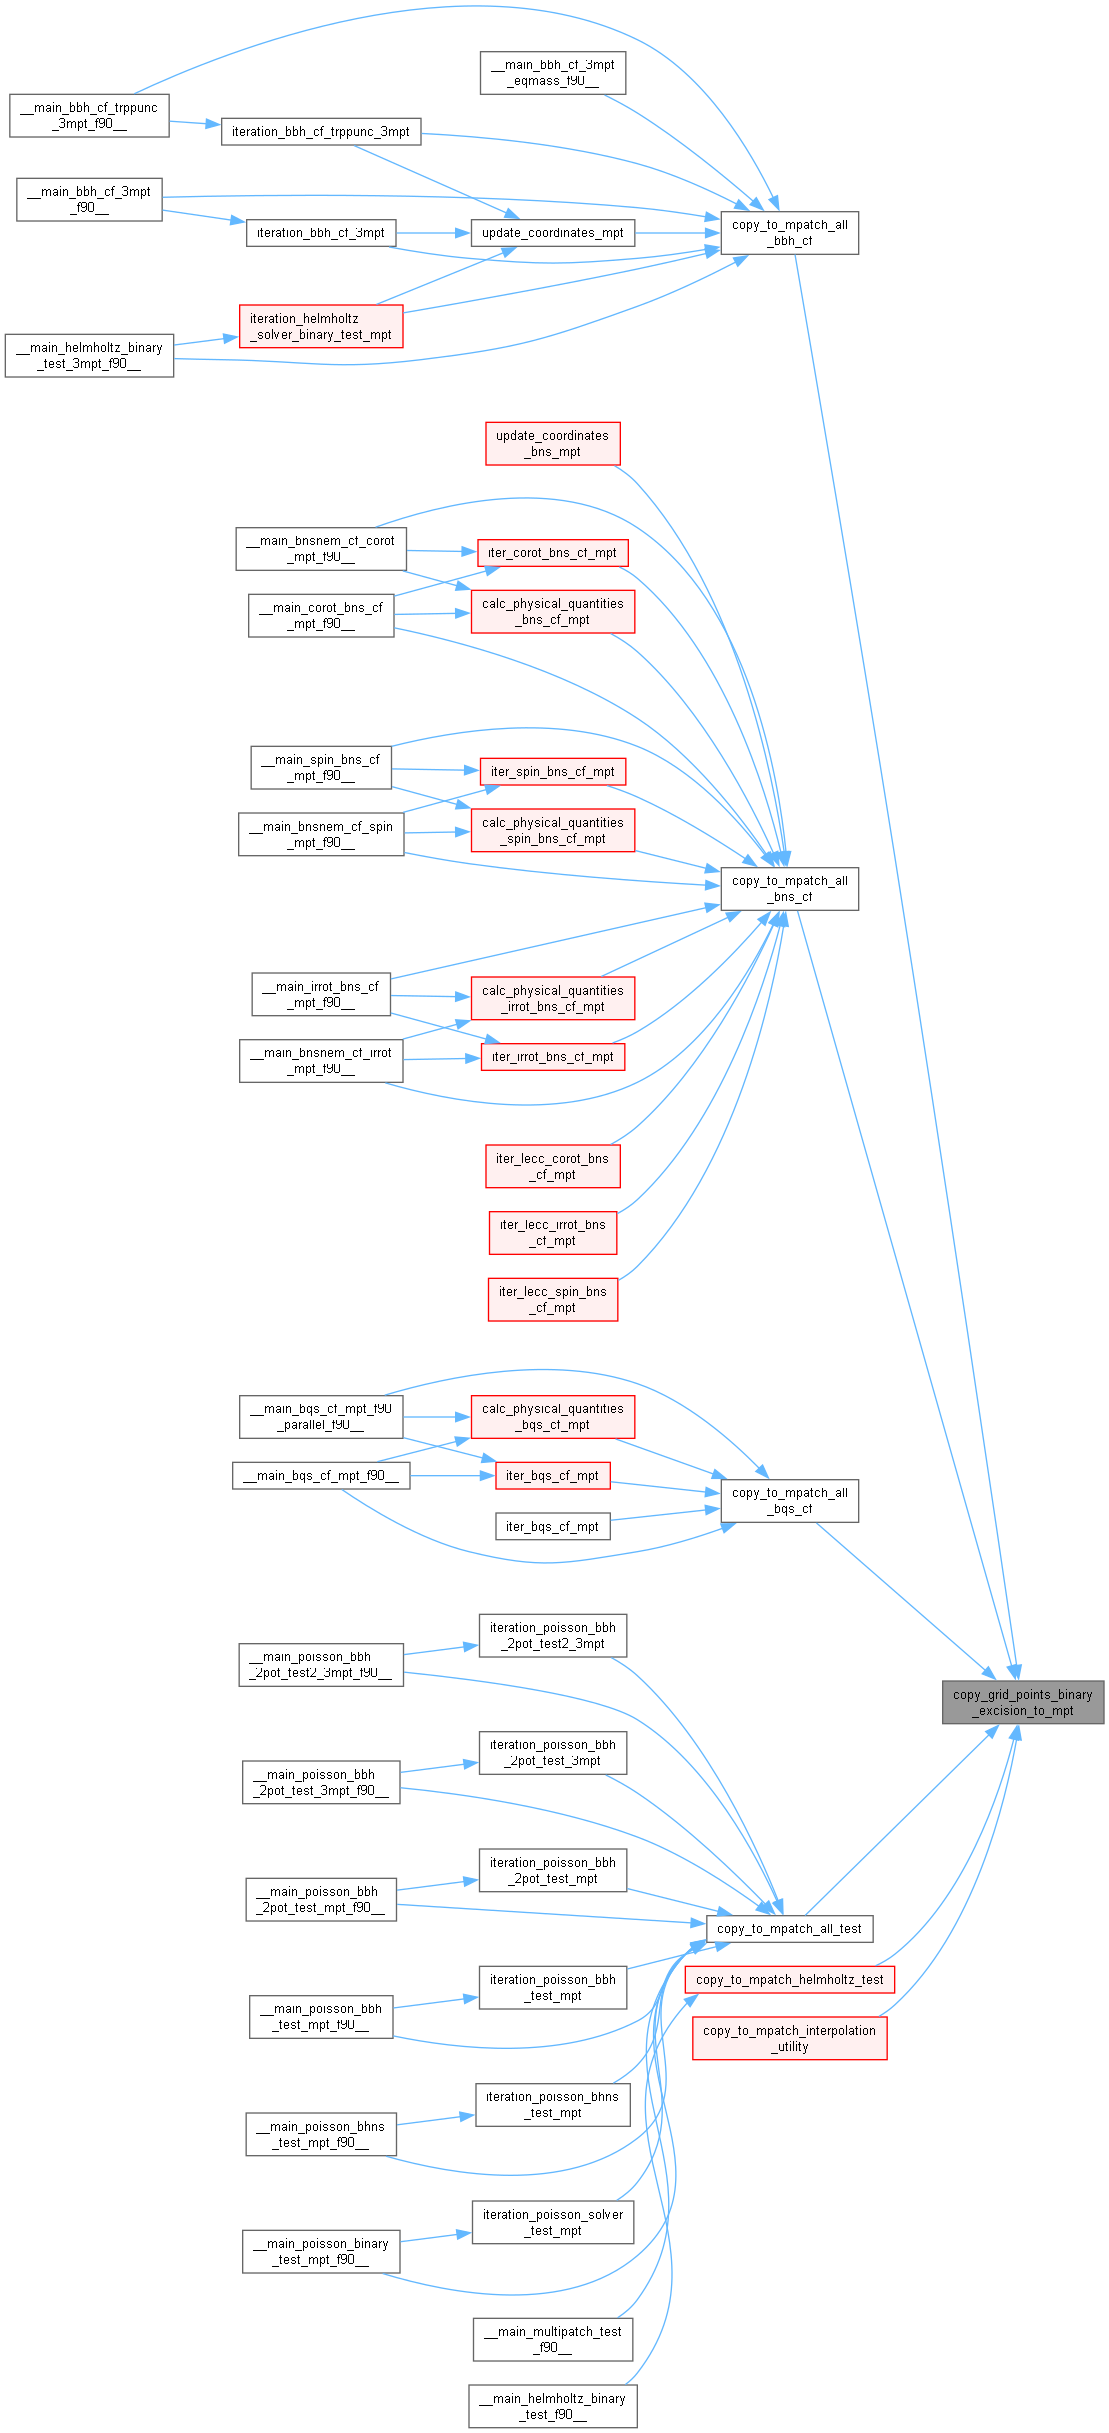 __main_bbh_cf_3mpt
_eqmass_f90__
__main_bbh_cf_trppunc
_3mpt_f90__
iteration_bbh_cf_trppunc_3mpt
__main_bbh_cf_3mpt
_f90__
iteration_bbh_cf_3mpt
update_coordinates_mpt
copy_to_mpatch_all
_bbh_cf
iteration_helmholtz
_solver_binary_test_mpt
__main_helmholtz_binary
_test_3mpt_f90__
update_coordinates
_bns_mpt
__main_bnsnem_cf_corot
_mpt_f90__
iter_corot_bns_cf_mpt
__main_corot_bns_cf
_mpt_f90__
calc_physical_quantities
_bns_cf_mpt
__main_spin_bns_cf
_mpt_f90__
iter_spin_bns_cf_mpt
__main_bnsnem_cf_spin
_mpt_f90__
calc_physical_quantities
_spin_bns_cf_mpt
copy_to_mpatch_all
_bns_cf
__main_irrot_bns_cf
_mpt_f90__
calc_physical_quantities
_irrot_bns_cf_mpt
__main_bnsnem_cf_irrot
_mpt_f90__
iter_irrot_bns_cf_mpt
iter_lecc_corot_bns
_cf_mpt
iter_lecc_irrot_bns
_cf_mpt
iter_lecc_spin_bns
_cf_mpt
__main_bqs_cf_mpt_f90
_parallel_f90__
calc_physical_quantities
_bqs_cf_mpt
__main_bqs_cf_mpt_f90__
iter_bqs_cf_mpt
iter_bqs_cf_mpt
copy_to_mpatch_all
_bqs_cf
iteration_poisson_bbh
_2pot_test2_3mpt
__main_poisson_bbh
_2pot_test2_3mpt_f90__
copy_grid_points_binary
_excision_to_mpt
iteration_poisson_bbh
_2pot_test_3mpt
__main_poisson_bbh
_2pot_test_3mpt_f90__
iteration_poisson_bbh
_2pot_test_mpt
__main_poisson_bbh
_2pot_test_mpt_f90__
copy_to_mpatch_all_test
iteration_poisson_bbh
_test_mpt
copy_to_mpatch_helmholtz_test
__main_poisson_bbh
_test_mpt_f90__
copy_to_mpatch_interpolation
_utility
iteration_poisson_bhns
_test_mpt
__main_poisson_bhns
_test_mpt_f90__
iteration_poisson_solver
_test_mpt
__main_poisson_binary
_test_mpt_f90__
__main_multipatch_test
_f90__
__main_helmholtz_binary
_test_f90__